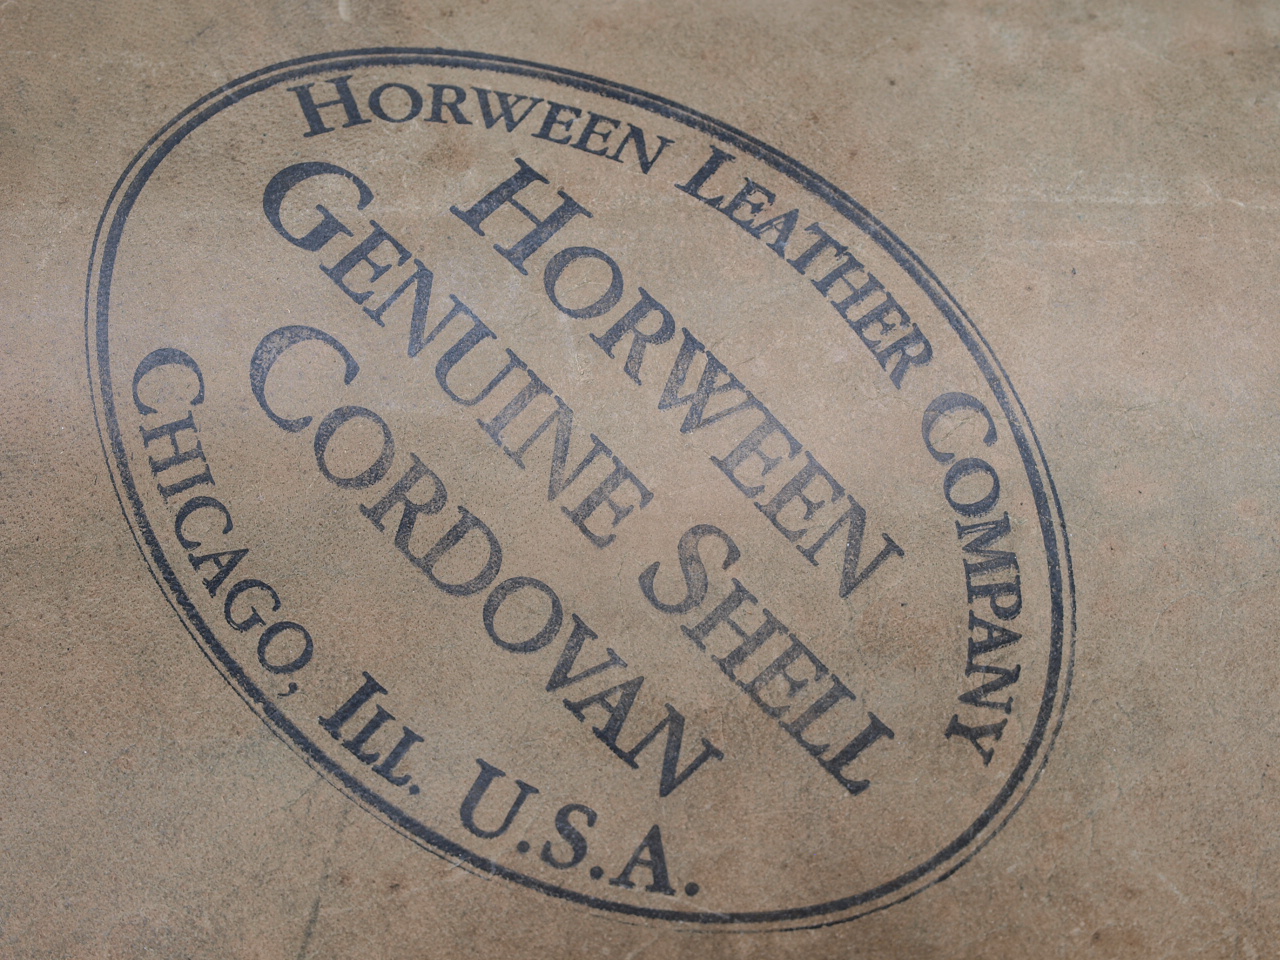 HORWEEN LEATHER COMPANY
HORWEEN
GENUINE SHELL
CORDOVAN
CHICAGO, ILL. U.S.A.